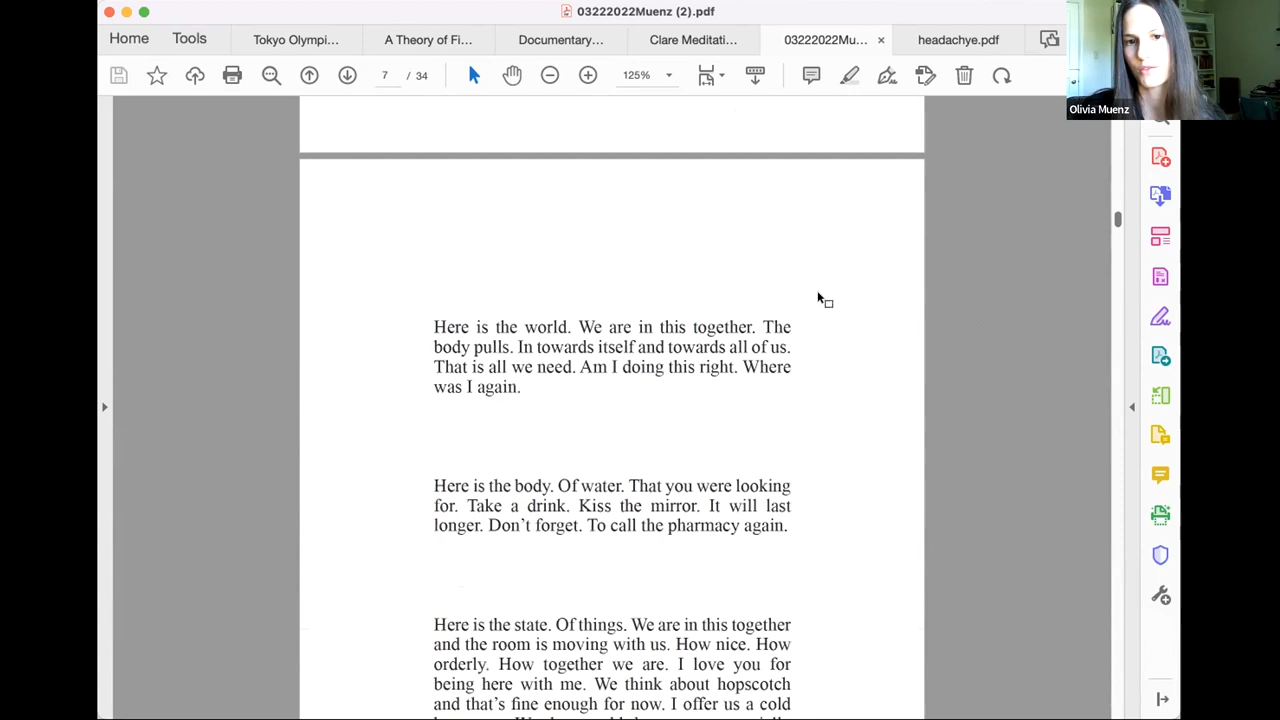 03222022Muenz (2).pdf
Home Tools Tokyo Olympi... A Theory of Fi... Documentary... Clare Meditati... 03222022Mu... × headachye.pdf
7 / 34 125%
Olivia Muenz
Here is the world. We are in this together. The
body pulls. In towards itself and towards all of us.
That is all we need. Am I doing this right. Where
was I again.
Here is the body. Of water. That you were looking
for. Take a drink. Kiss the mirror. It will last
longer. Don't forget. To call the pharmacy again.
Here is the state. Of things. We are in this together
and the room is moving with us. How nice. How
orderly. How together we are. I love you for
being here with me. We think about hopscotch
and that's fine enough for now. I offer us a cold